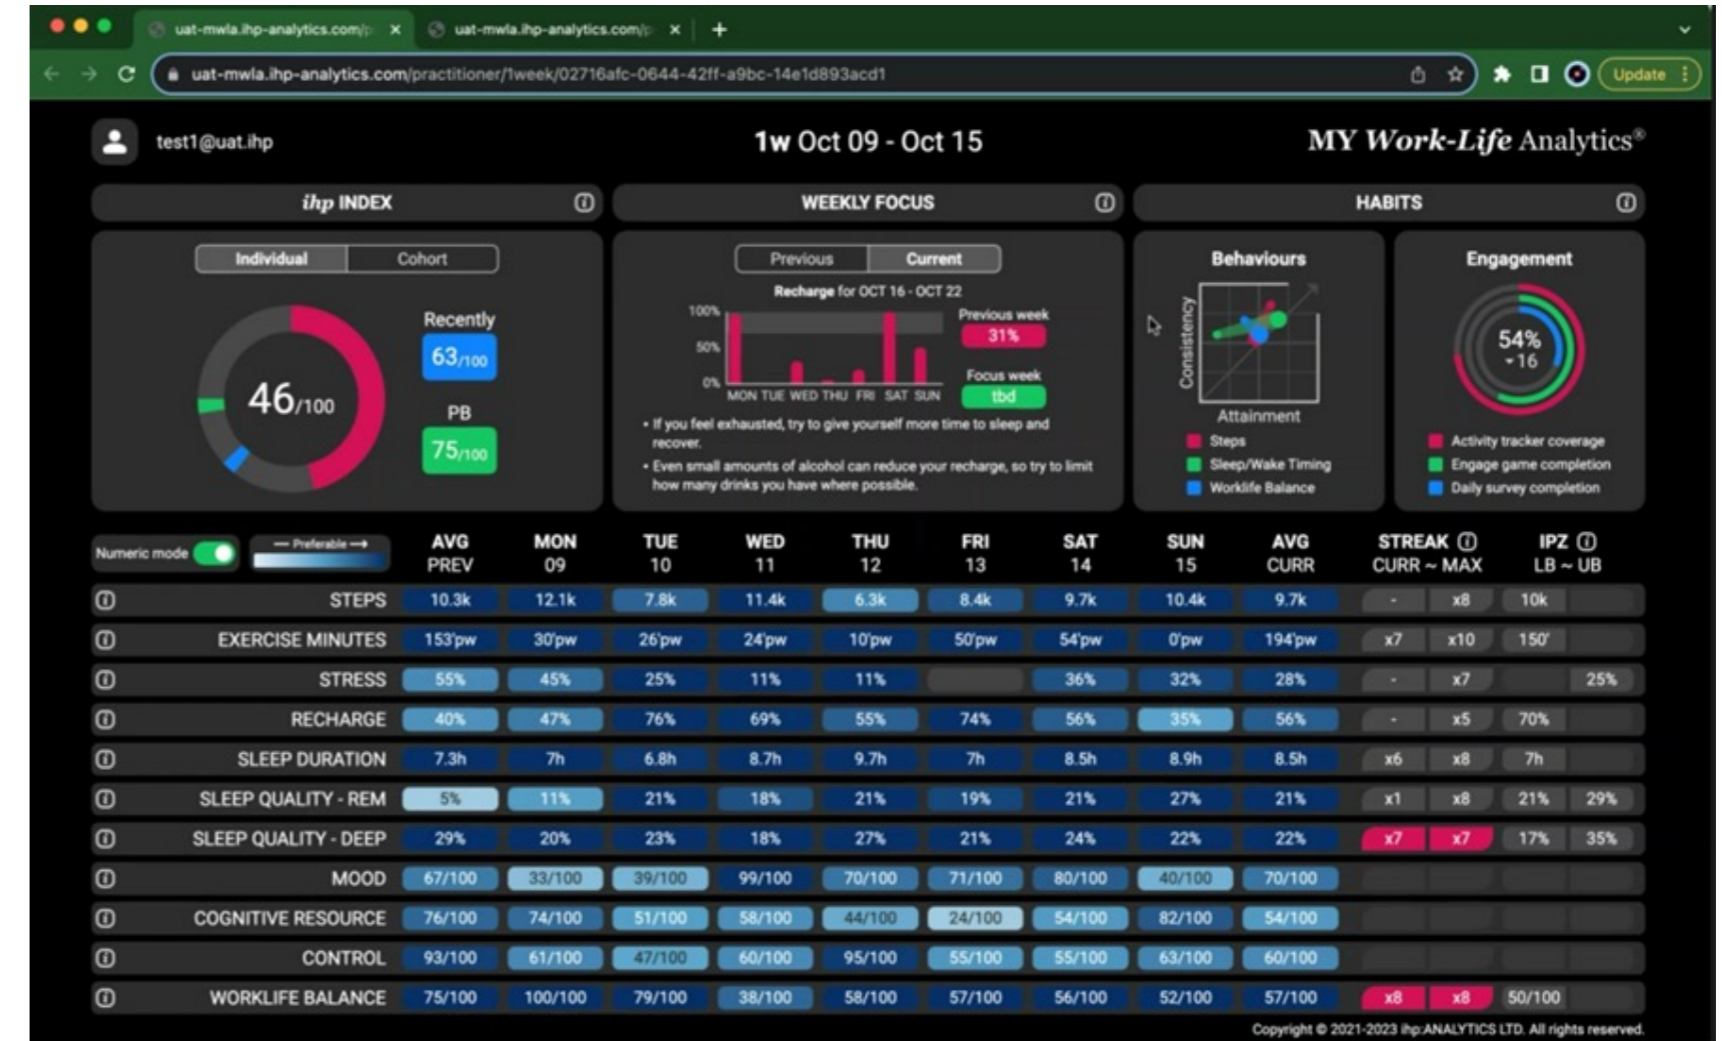 uat-mwla.ihp-analytics.com/p
uat-mwla.ihp-analytics.com/p
uat-mwla.ihp-analytics.com/practitioner/1week/02716afc-0644-42ff-a9bc-14e1d893acd1
Update
test1@uat.ihp
1w Oct 09 - Oct 15
MY Work-Life Analytics®
ihp INDEX
WEEKLY FOCUS
HABITS
Individual Cohort
46/100
Recently
63/100
PB
75/100
Previous Current
Recharge for OCT 16 - OCT 22
100%
50%
0%
MON TUE WED THU FRI SAT SUN
Previous week
31%
Focus week
tbd
• If you feel exhausted, try to give yourself more time to sleep and
recover.
• Even small amounts of alcohol can reduce your recharge, so try to limit
how many drinks you have where possible.
Behaviours
Consistency
Attainment
Steps
Sleep/Wake Timing
Worklife Balance
Engagement
54%
16
Activity tracker coverage
Engage game completion
Daily survey completion
Numeric mode
— Preferable →
AVG MON TUE WED THU FRI SAT SUN AVG STREAK IPZ
PREV 09 10 11 12 13 14 15 CURR CURR ~ MAX LB ~ UB
STEPS 10.3k 12.1k 7.8k 11.4k 6.3k 8.4k 9.7k 10.4k 9.7k - x8 10k
EXERCISE MINUTES 153'pw 30'pw 26'pw 24'pw 10'pw 50'pw 54'pw 0'pw 194'pw x7 x10 150'
STRESS 55% 45% 25% 11% 11% 36% 32% 28% - x7 25%
RECHARGE 40% 47% 76% 69% 55% 74% 56% 35% 56% - x5 70%
SLEEP DURATION 7.3h 7h 6.8h 8.7h 9.7h 7h 8.5h 8.9h 8.5h x6 x8 7h
SLEEP QUALITY - REM 5% 11% 21% 18% 21% 19% 21% 27% 21% x1 x8 21% 29%
SLEEP QUALITY - DEEP 29% 20% 23% 18% 27% 21% 24% 22% 22% x7 x7 17% 35%
MOOD 67/100 33/100 39/100 99/100 70/100 71/100 80/100 40/100 70/100
COGNITIVE RESOURCE 76/100 74/100 51/100 58/100 44/100 24/100 54/100 82/100 54/100
CONTROL 93/100 61/100 47/100 60/100 95/100 55/100 55/100 63/100 60/100
WORKLIFE BALANCE 75/100 100/100 79/100 38/100 58/100 57/100 56/100 52/100 57/100 x8 x8 50/100
Copyright © 2021-2023 ihp:ANALYTICS LTD. All rights reserved.